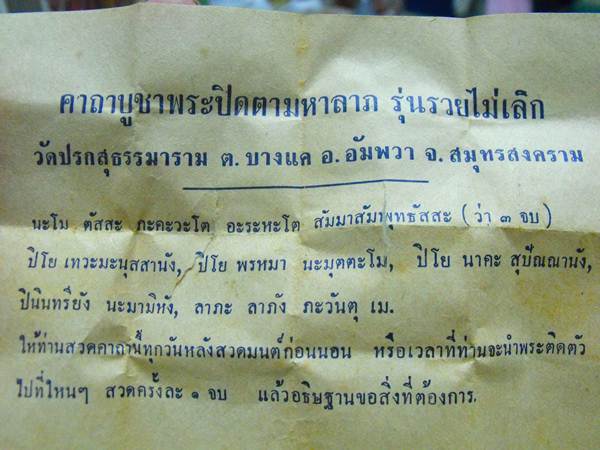 คาถาบูชาพระปิดตามหาลาภ รุ่นรวยไม่เลิก
วัดปรกสุธรรมาราม ต. บางแค อ. อัมพวา จ. สมุทรสงคราม
นะโม ตัสสะ ภะคะวะโต อะระหะโต สัมมาสัมพุทธัสสะ (ว่า ๓ จบ)
ปิโย เทวะมะนุสสานัง, ปิโย พรหมา นะมุตตะโม, ปิโย นาคะ สุปัณณานัง,
ปินินทรียัง นะมามิหัง, ลาภะ ลาภัง ภะวันตุ เม.
ให้ท่านสวดคาถานี้ทุกวันหลังสวดมนต์ก่อนนอน หรือเวลาที่ท่านจะนำพระติดตัว
ไปที่ไหนๆ สวดครั้งละ ๑ จบ แล้วอธิษฐานขอสิ่งที่ต้องการ.